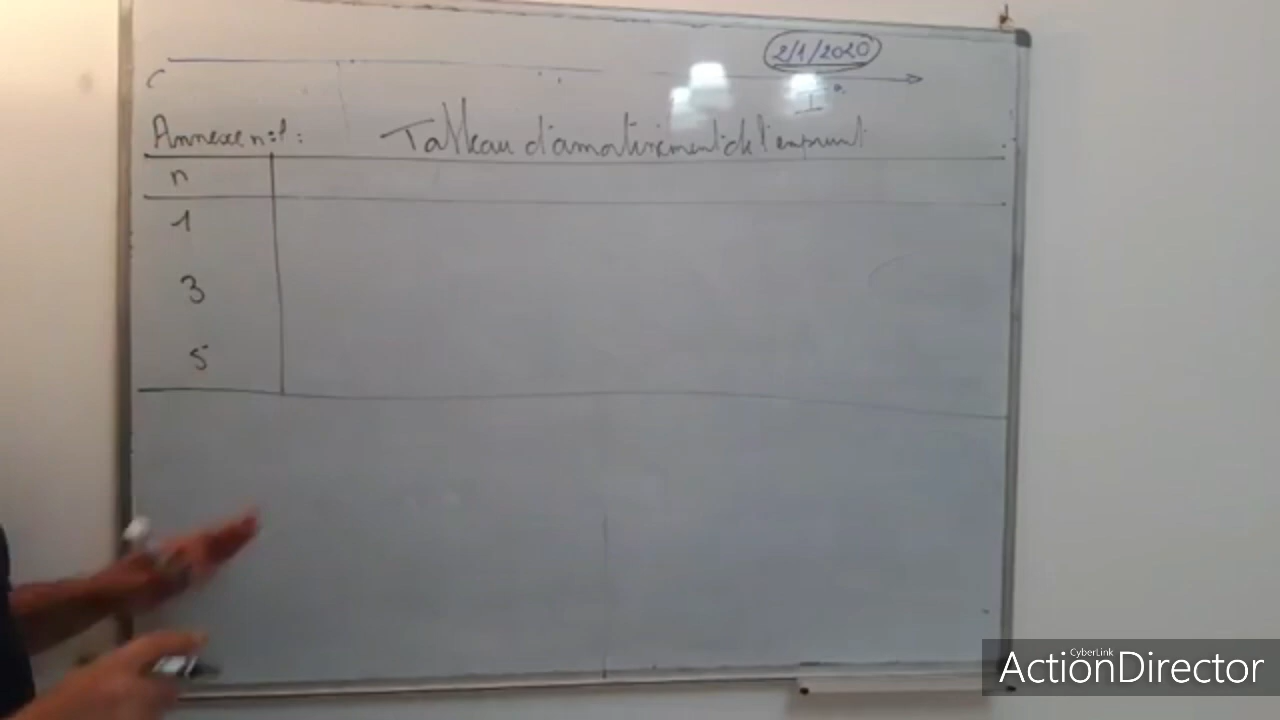 2/1/2020
Annexe n°1: Tableau d'amortissement de l'emprunt
n
1
3
5
CyberLink
ActionDirector